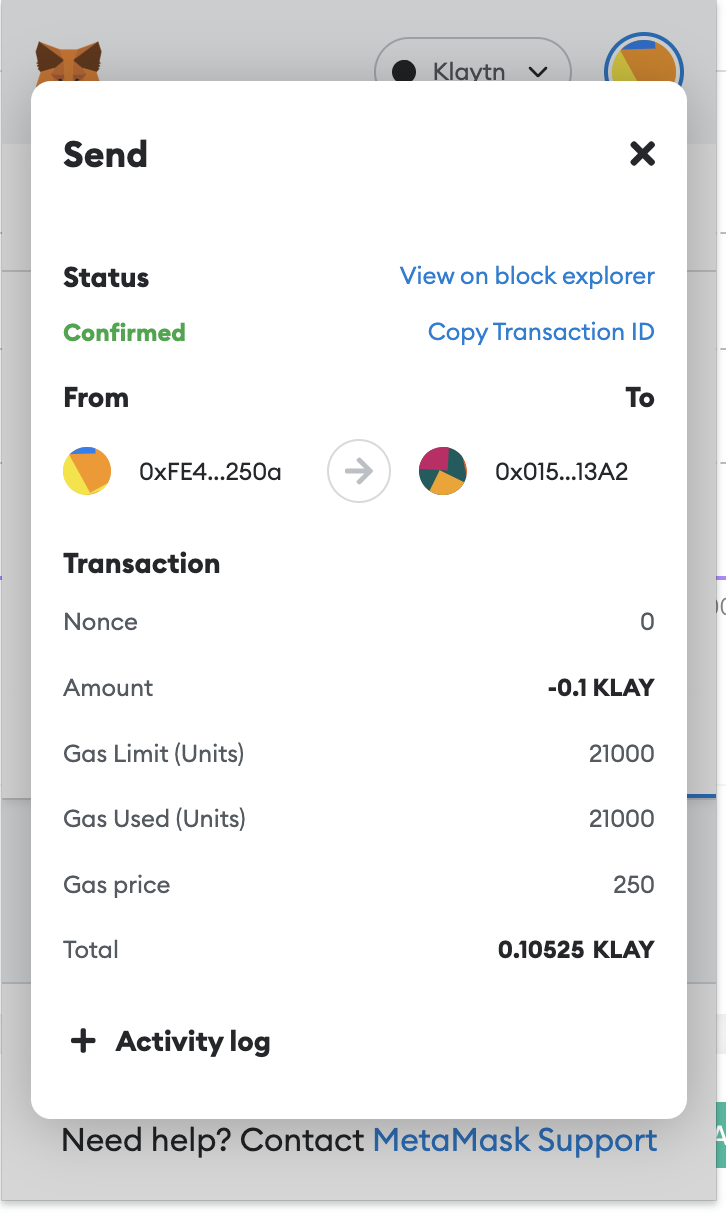 Klaytn
Send
Status View on block explorer
Confirmed Copy Transaction ID
From To
0xFE4...250a 0x015...13A2
Transaction
Nonce 0
Amount -0.1 KLAY
Gas Limit (Units) 21000
Gas Used (Units) 21000
Gas price 250
Total 0.10525 KLAY
+ Activity log
Need help? Contact MetaMask Support